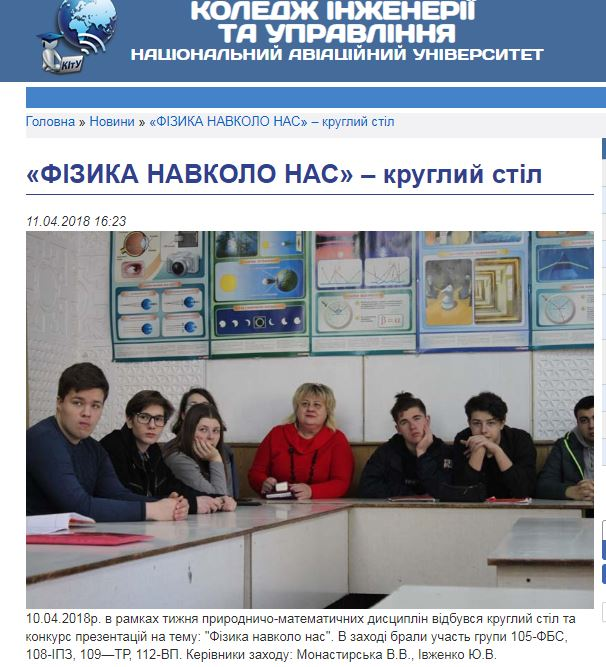 КОЛЕДЖ ІНЖЕНЕРІЇ
ТА УПРАВЛІННЯ
НАЦІОНАЛЬНИЙ АВІАЦІЙНИЙ УНІВЕРСИТЕТ
КІтУ
Головна » Новини » «ФІЗИКА НАВКОЛО НАС» – круглий стіл
«ФІЗИКА НАВКОЛО НАС» – круглий стіл
11.04.2018 16:23
10.04.2018р. в рамках тижня природничо-математичних дисциплін відбувся круглий стіл та
конкурс презентацій на тему: "Фізика навколо нас". В заході брали участь групи 105-ФБС,
108-ІПЗ, 109—ТР, 112-ВП. Керівники заходу: Монастирська В.В., Івженко Ю.В.